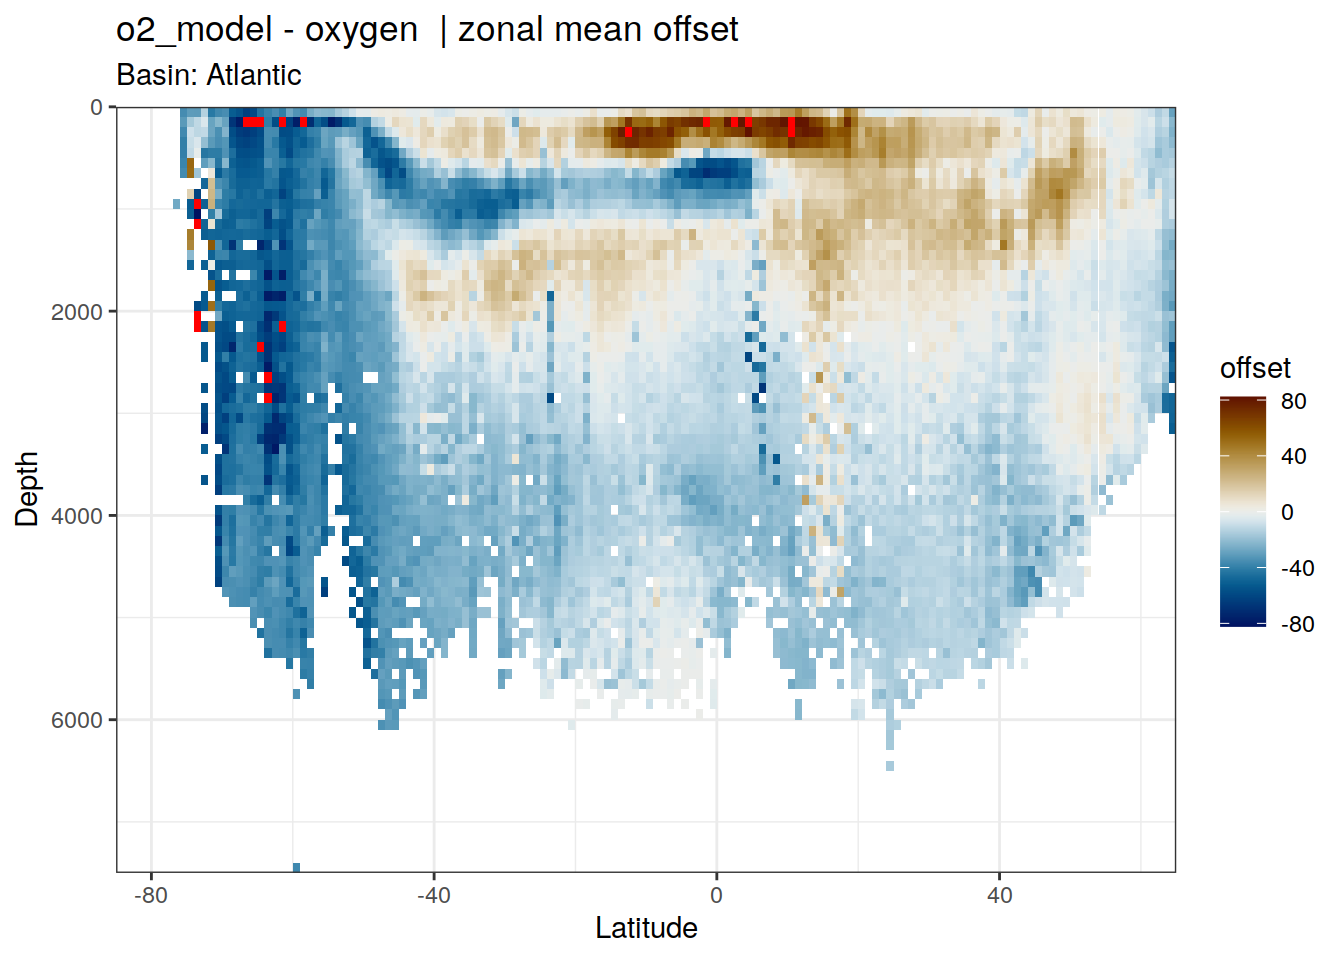 o2_model - oxygen  | zonal mean offset
Basin: Atlantic
0
2000
4000
6000
Depth
-80
-40
0
40
Latitude
offset
80
40
0
-40
-80